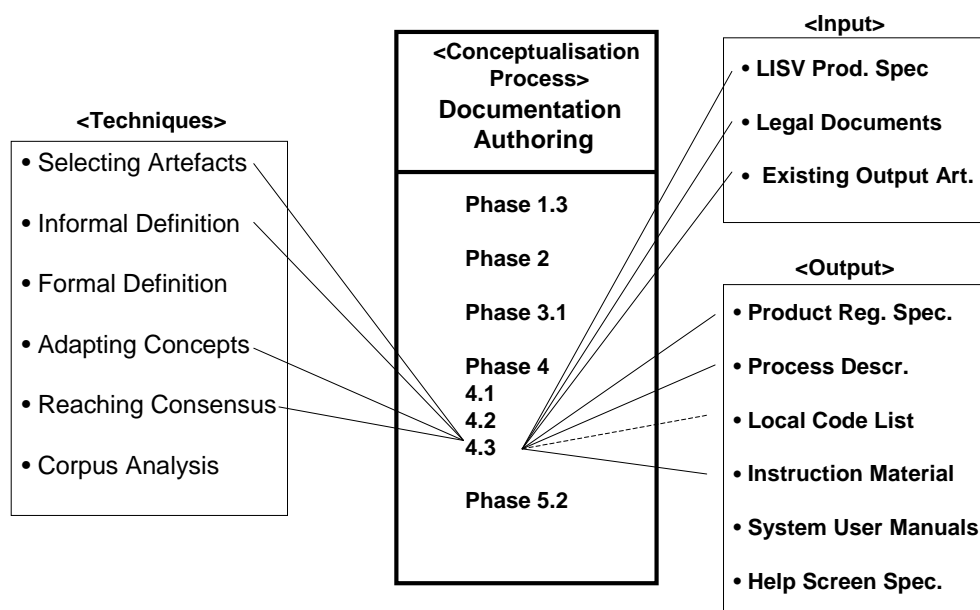 <Techniques>
• Selecting Artefacts
• Informal Definition
• Formal Definition
• Adapting Concepts
• Reaching Consensus
• Corpus Analysis
<Conceptualisation
Process>
Documentation
Authoring
Phase 1.3
Phase 2
Phase 3.1
Phase 4
4.1
4.2
4.3
Phase 5.2
<Input>
• LISV Prod. Spec
• Legal Documents
• Existing Output Art.
<Output>
• Product Reg. Spec.
• Process Descr.
• Local Code List
• Instruction Material
• System User Manuals
• Help Screen Spec.